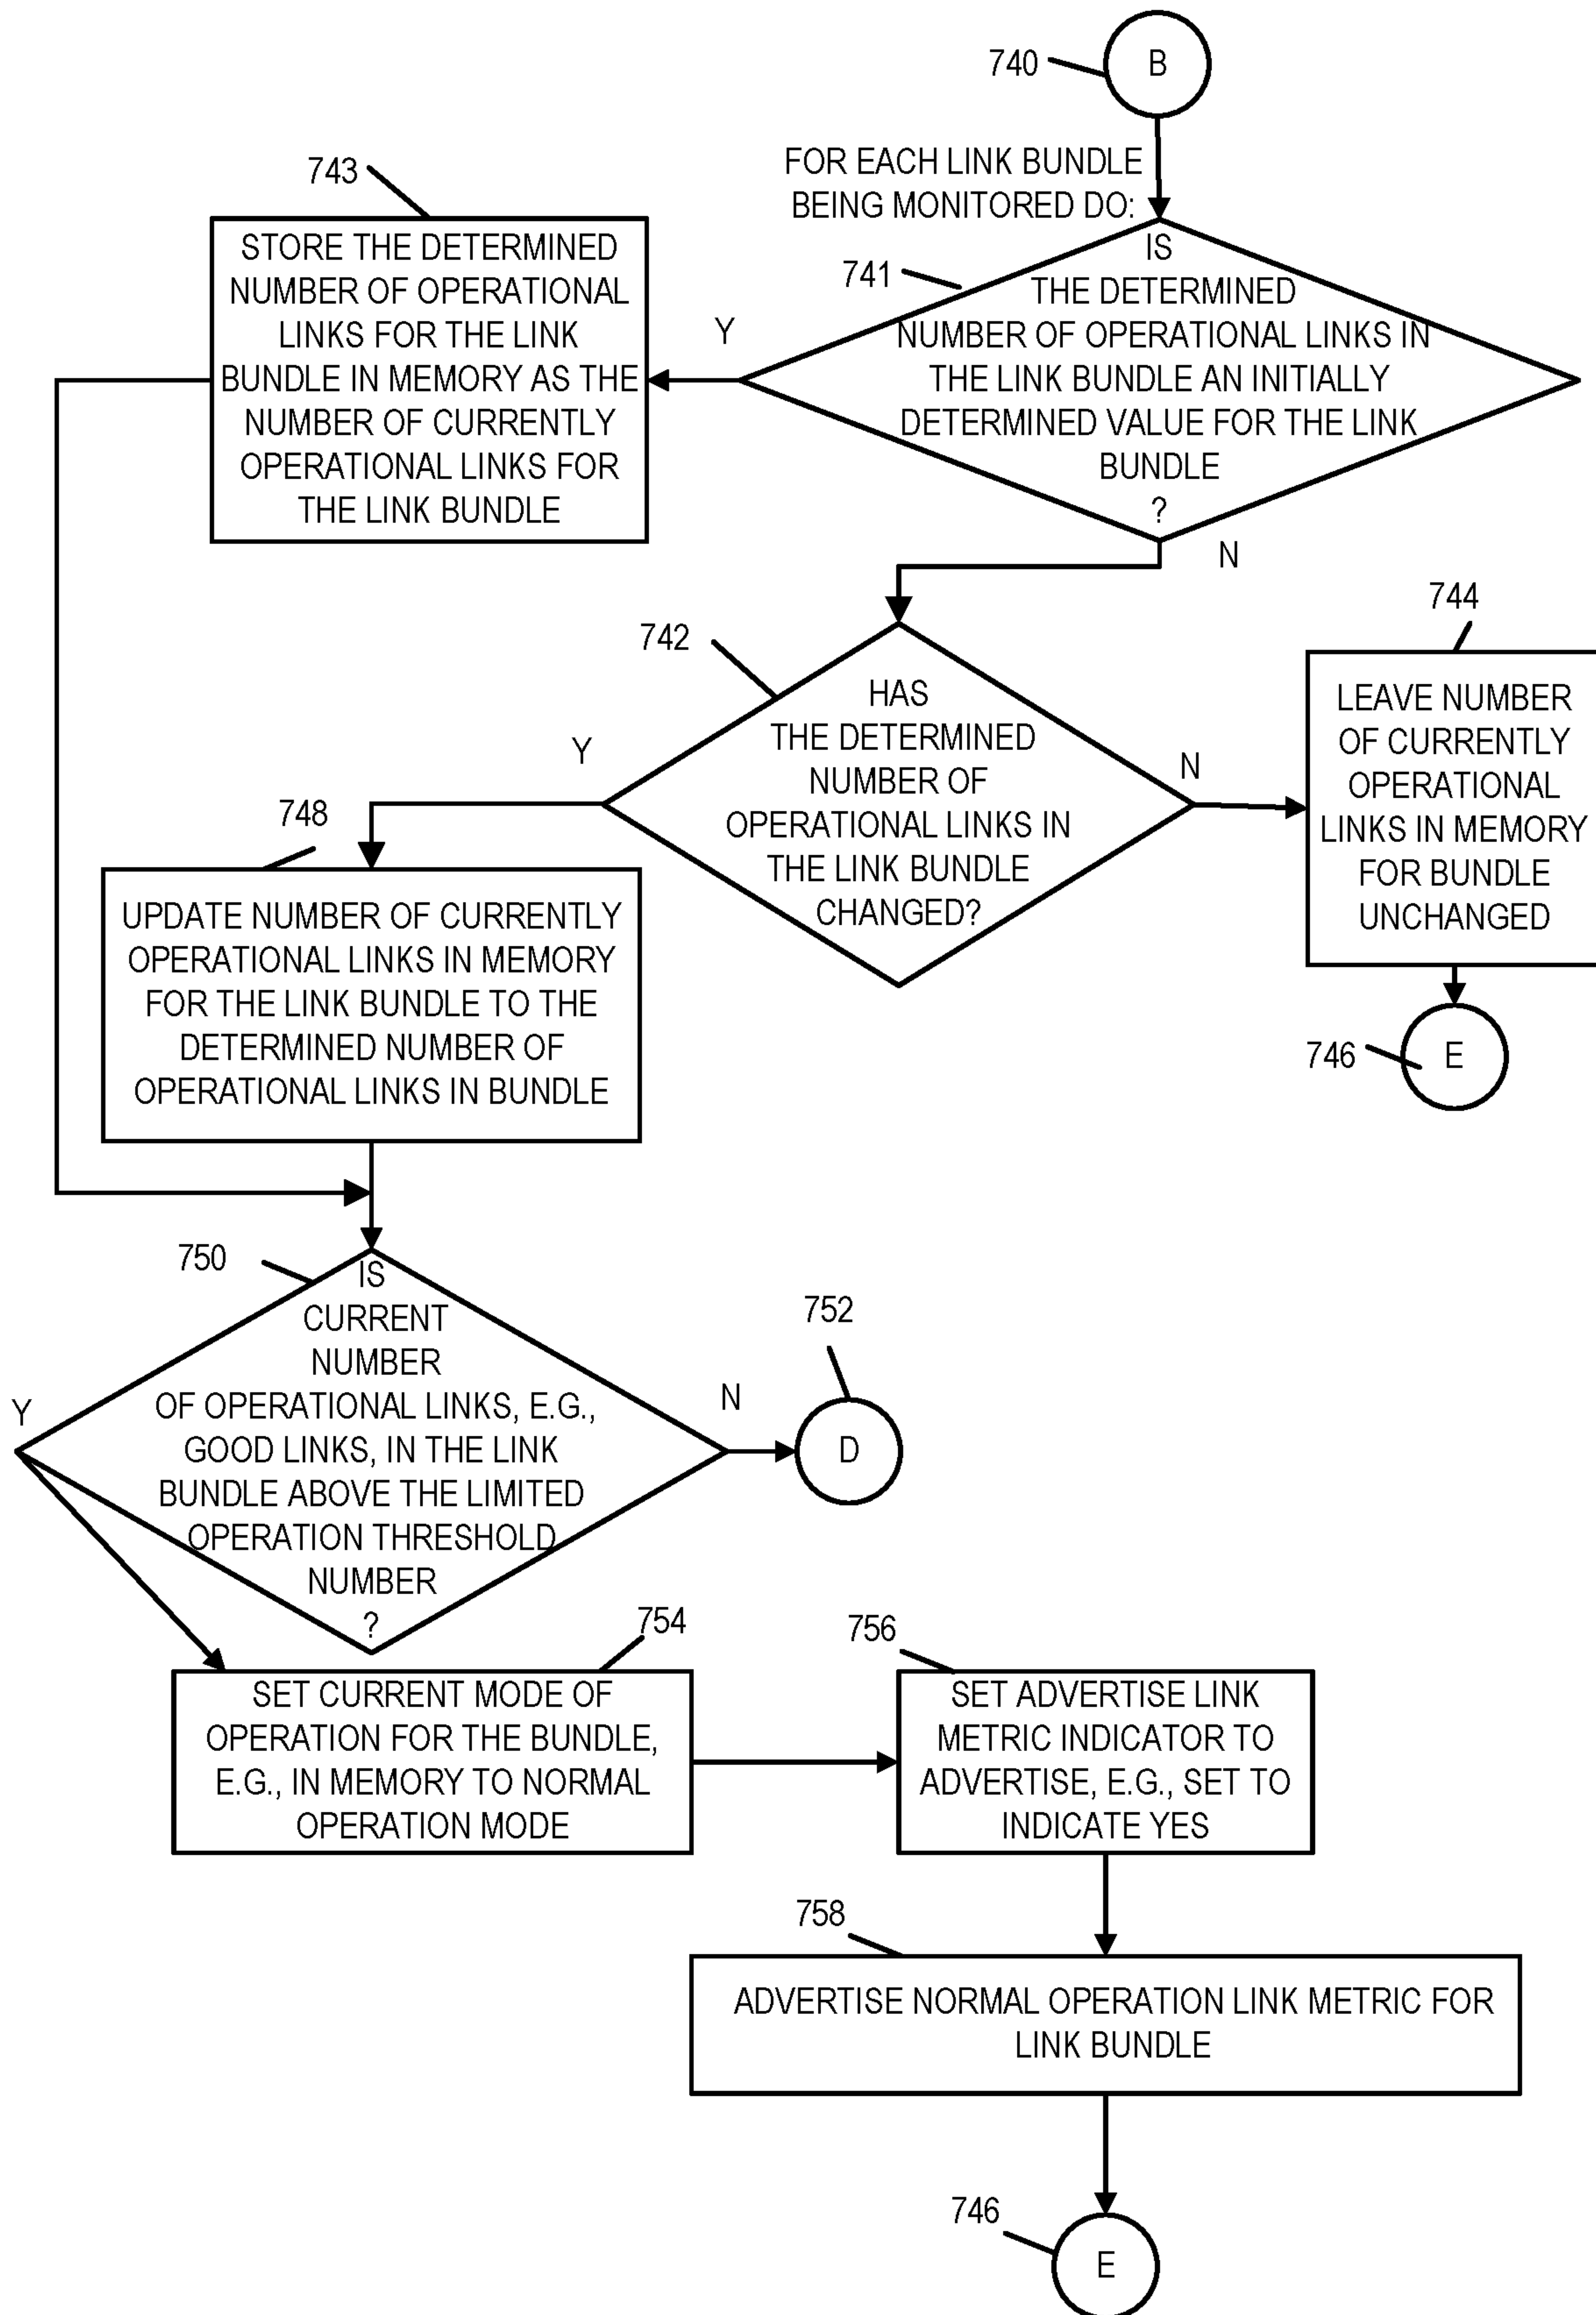 740
B
FOR EACH LINK BUNDLE
BEING MONITORED DO:
743
STORE THE DETERMINED
NUMBER OF OPERATIONAL
LINKS FOR THE LINK
BUNDLE IN MEMORY AS THE
NUMBER OF CURRENTLY
OPERATIONAL LINKS FOR
THE LINK BUNDLE
Y
741
IS
THE DETERMINED
NUMBER OF OPERATIONAL LINKS IN
THE LINK BUNDLE AN INITIALLY
DETERMINED VALUE FOR THE LINK
BUNDLE
?
N
742
HAS
THE DETERMINED
NUMBER OF
OPERATIONAL LINKS IN
THE LINK BUNDLE
CHANGED?
Y
N
744
LEAVE NUMBER
OF CURRENTLY
OPERATIONAL
LINKS IN MEMORY
FOR BUNDLE
UNCHANGED
746
E
748
UPDATE NUMBER OF CURRENTLY
OPERATIONAL LINKS IN MEMORY
FOR THE LINK BUNDLE TO THE
DETERMINED NUMBER OF
OPERATIONAL LINKS IN BUNDLE
750
IS
CURRENT
NUMBER
OF OPERATIONAL LINKS, E.G.,
GOOD LINKS, IN THE LINK
BUNDLE ABOVE THE LIMITED
OPERATION THRESHOLD
NUMBER
?
Y
N
752
D
754
SET CURRENT MODE OF
OPERATION FOR THE BUNDLE,
E.G., IN MEMORY TO NORMAL
OPERATION MODE
756
SET ADVERTISE LINK
METRIC INDICATOR TO
ADVERTISE, E.G., SET TO
INDICATE YES
758
ADVERTISE NORMAL OPERATION LINK METRIC FOR
LINK BUNDLE
746
E